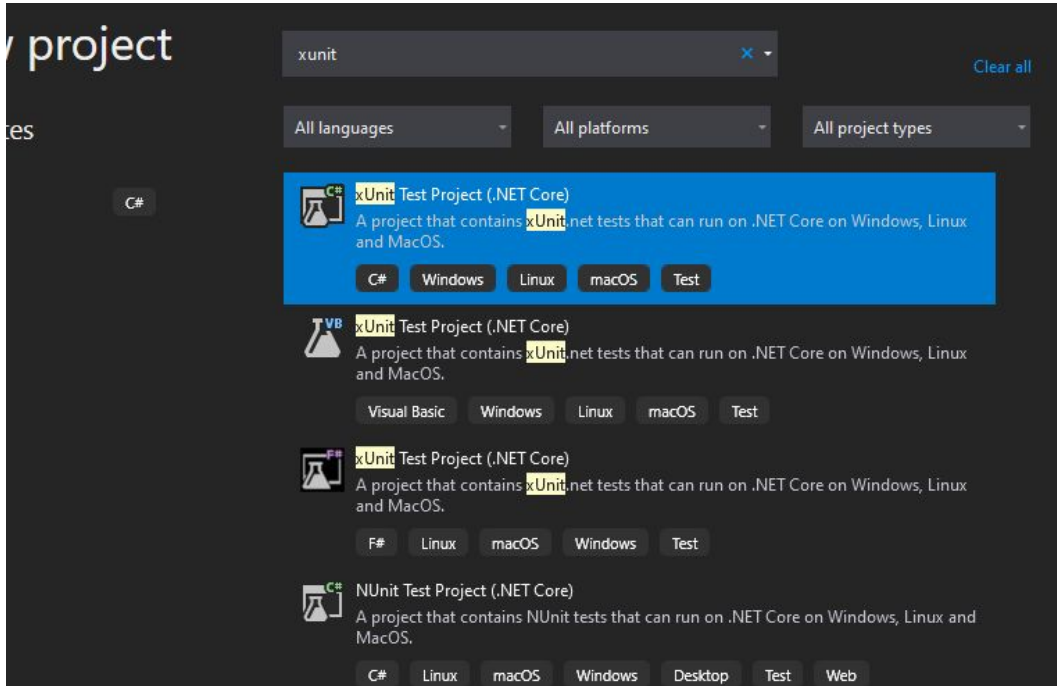 project
xunit
Clear all
All languages
All platforms
All project types
C#
C#
xUnit Test Project (.NET Core)
A project that contains xUnit.net tests that can run on .NET Core on Windows, Linux
and MacOS.
C# Windows Linux macOS Test
VB
xUnit Test Project (.NET Core)
A project that contains xUnit.net tests that can run on .NET Core on Windows, Linux
and MacOS.
Visual Basic Windows Linux macOS Test
F#
xUnit Test Project (.NET Core)
A project that contains xUnit.net tests that can run on .NET Core on Windows, Linux
and MacOS.
F# Linux macOS Windows Test
C#
NUnit Test Project (.NET Core)
A project that contains NUnit tests that can run on .NET Core on Windows, Linux and
MacOS.
C# Linux macOS Windows Desktop Test Web